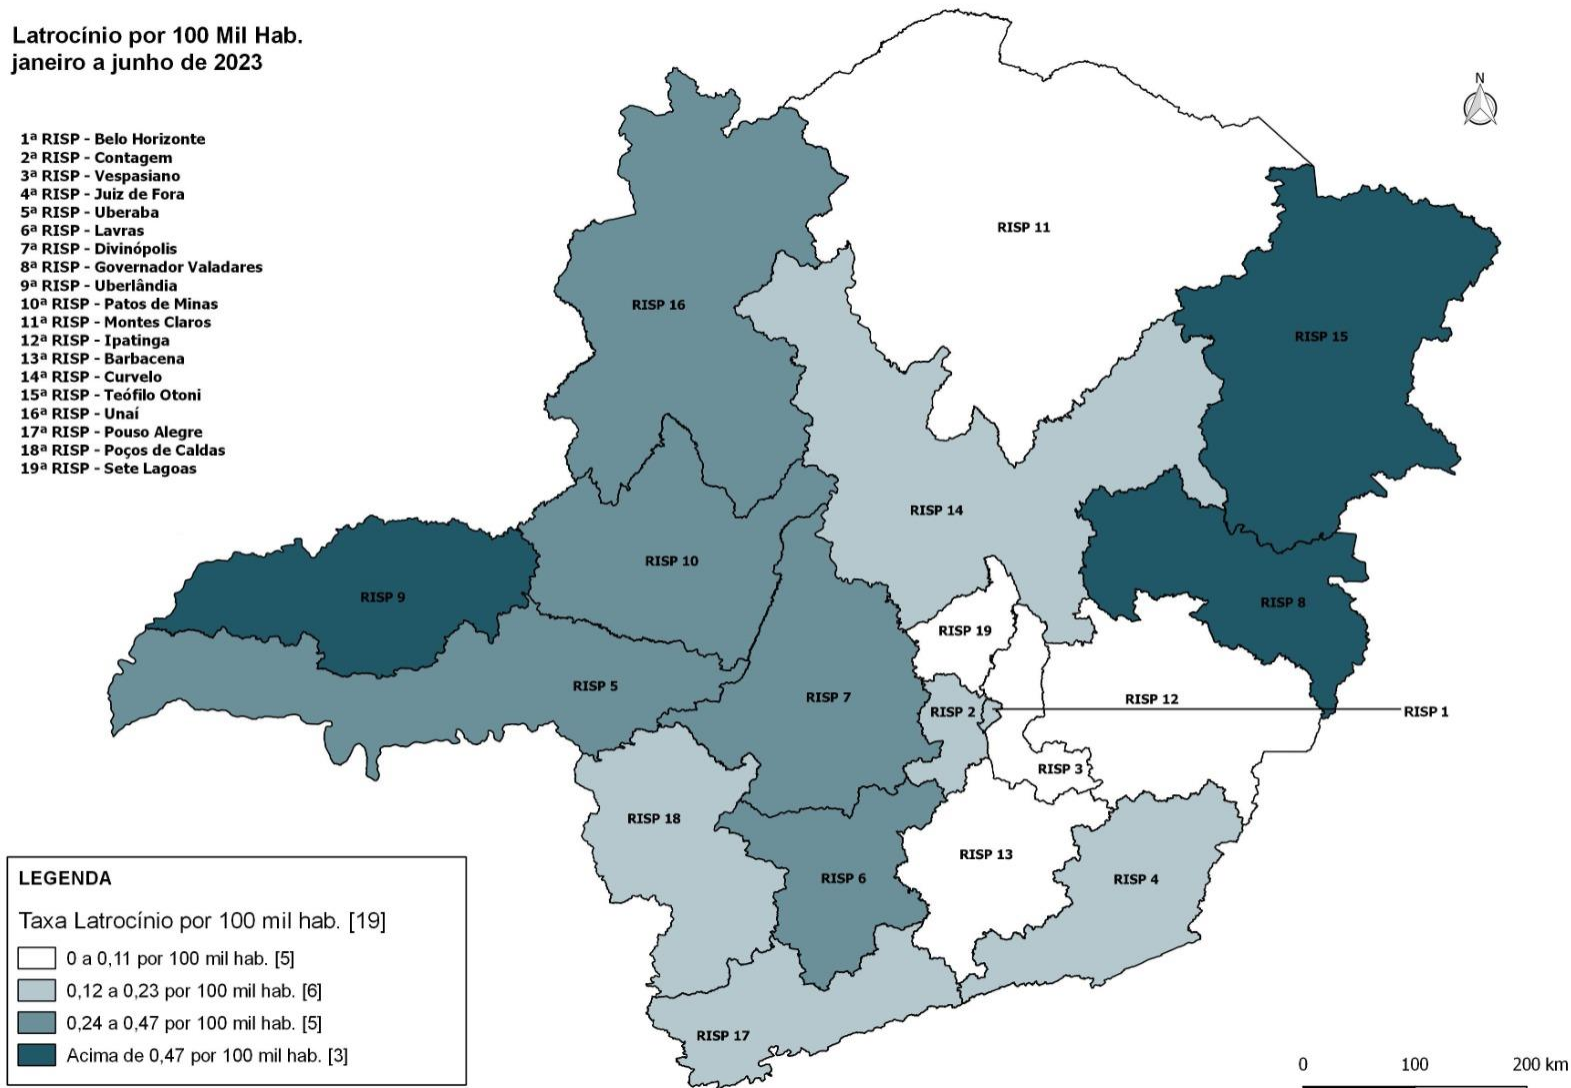 Latrocínio por 100 Mil Hab.
janeiro a junho de 2023
N
1ª RISP - Belo Horizonte
2ª RISP - Contagem
3ª RISP - Vespasiano
4ª RISP - Juiz de Fora
5ª RISP - Uberaba
6ª RISP - Lavras
7ª RISP - Divinópolis
8ª RISP - Governador Valadares
9ª RISP - Uberlândia
10ª RISP - Patos de Minas
11ª RISP - Montes Claros
12ª RISP - Ipatinga
13ª RISP - Barbacena
14ª RISP - Curvelo
15ª RISP - Teófilo Otoni
16ª RISP - Unaí
17ª RISP - Pouso Alegre
18ª RISP - Poços de Caldas
19ª RISP - Sete Lagoas
RISP 11
RISP 16
RISP 15
RISP 14
RISP 10
RISP 9
RISP 8
RISP 19
RISP 5
RISP 7
RISP 12
RISP 2
RISP 1
RISP 3
RISP 18
RISP 13
RISP 6
RISP 4
RISP 17
LEGENDA
Taxa Latrocínio por 100 mil hab. [19]
0 a 0,11 por 100 mil hab. [5]
0,12 a 0,23 por 100 mil hab. [6]
0,24 a 0,47 por 100 mil hab. [5]
Acima de 0,47 por 100 mil hab. [3]
0 100 200 km